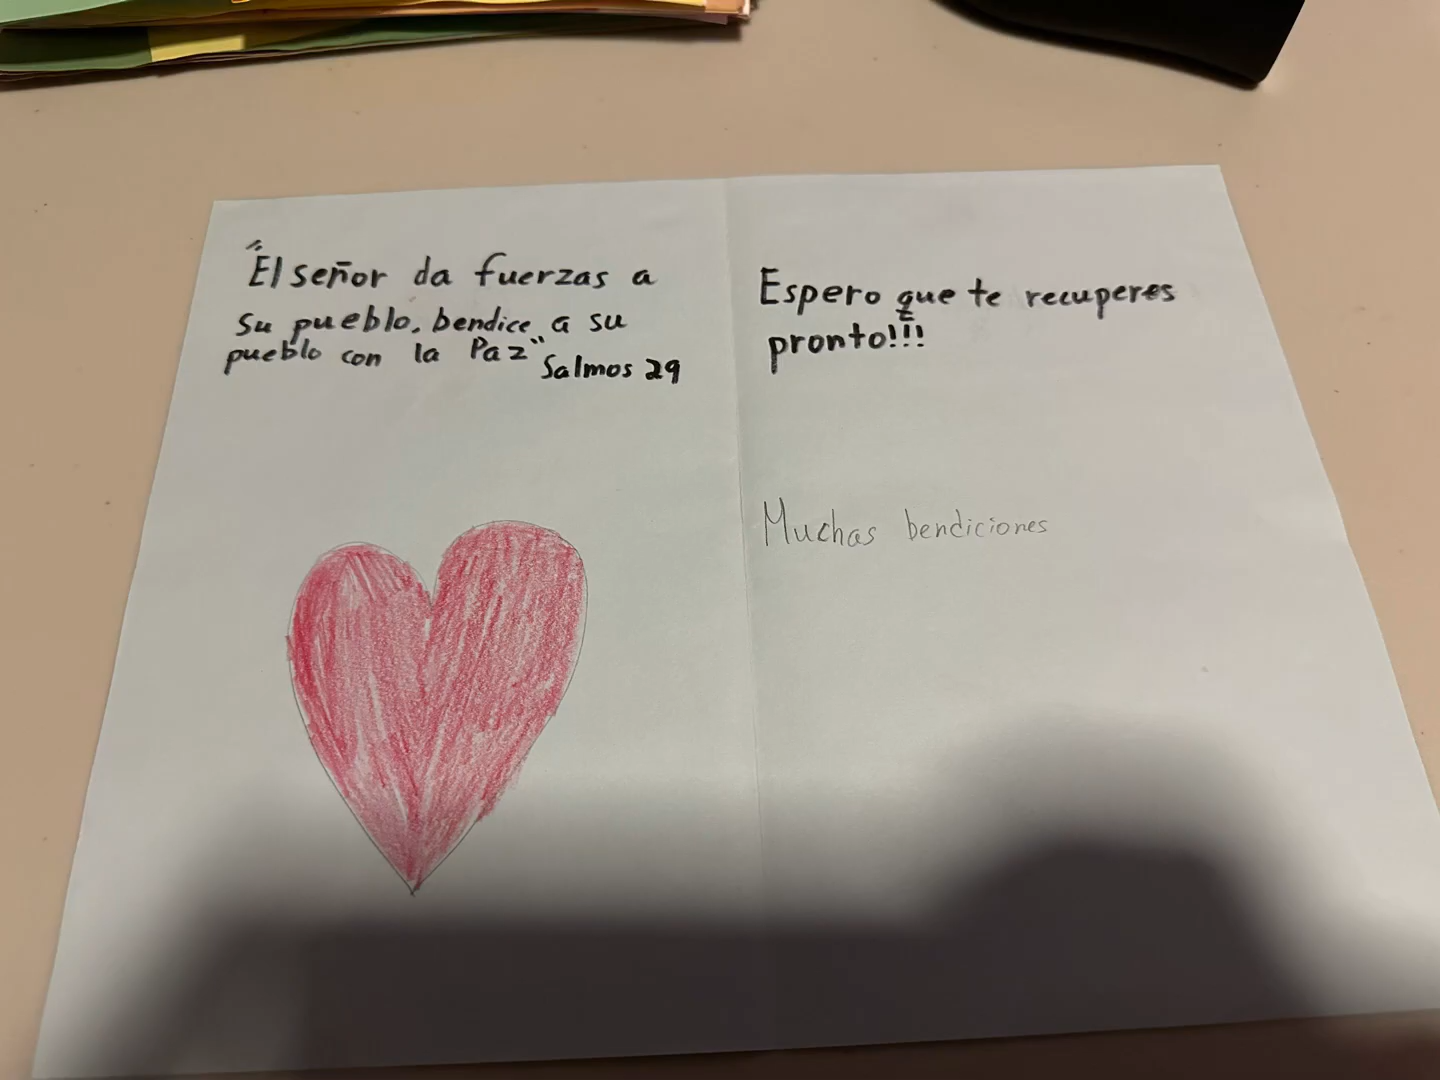 "El señor da fuerzas a
su pueblo. bendice a su
pueblo con la Paz"
Salmos 29
Espero que te recuperes
pronto!!!
Muchas bendiciones